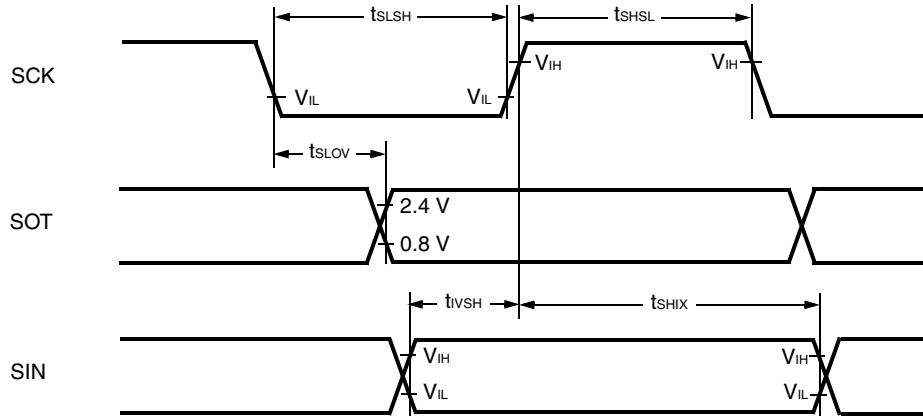 tSLSH tSHSL
SCK VIH VIH
VIL VIL
tSLOV
SOT 2.4 V
0.8 V
tIVSH tSHIX
VIH VIH
SIN VIL VIL